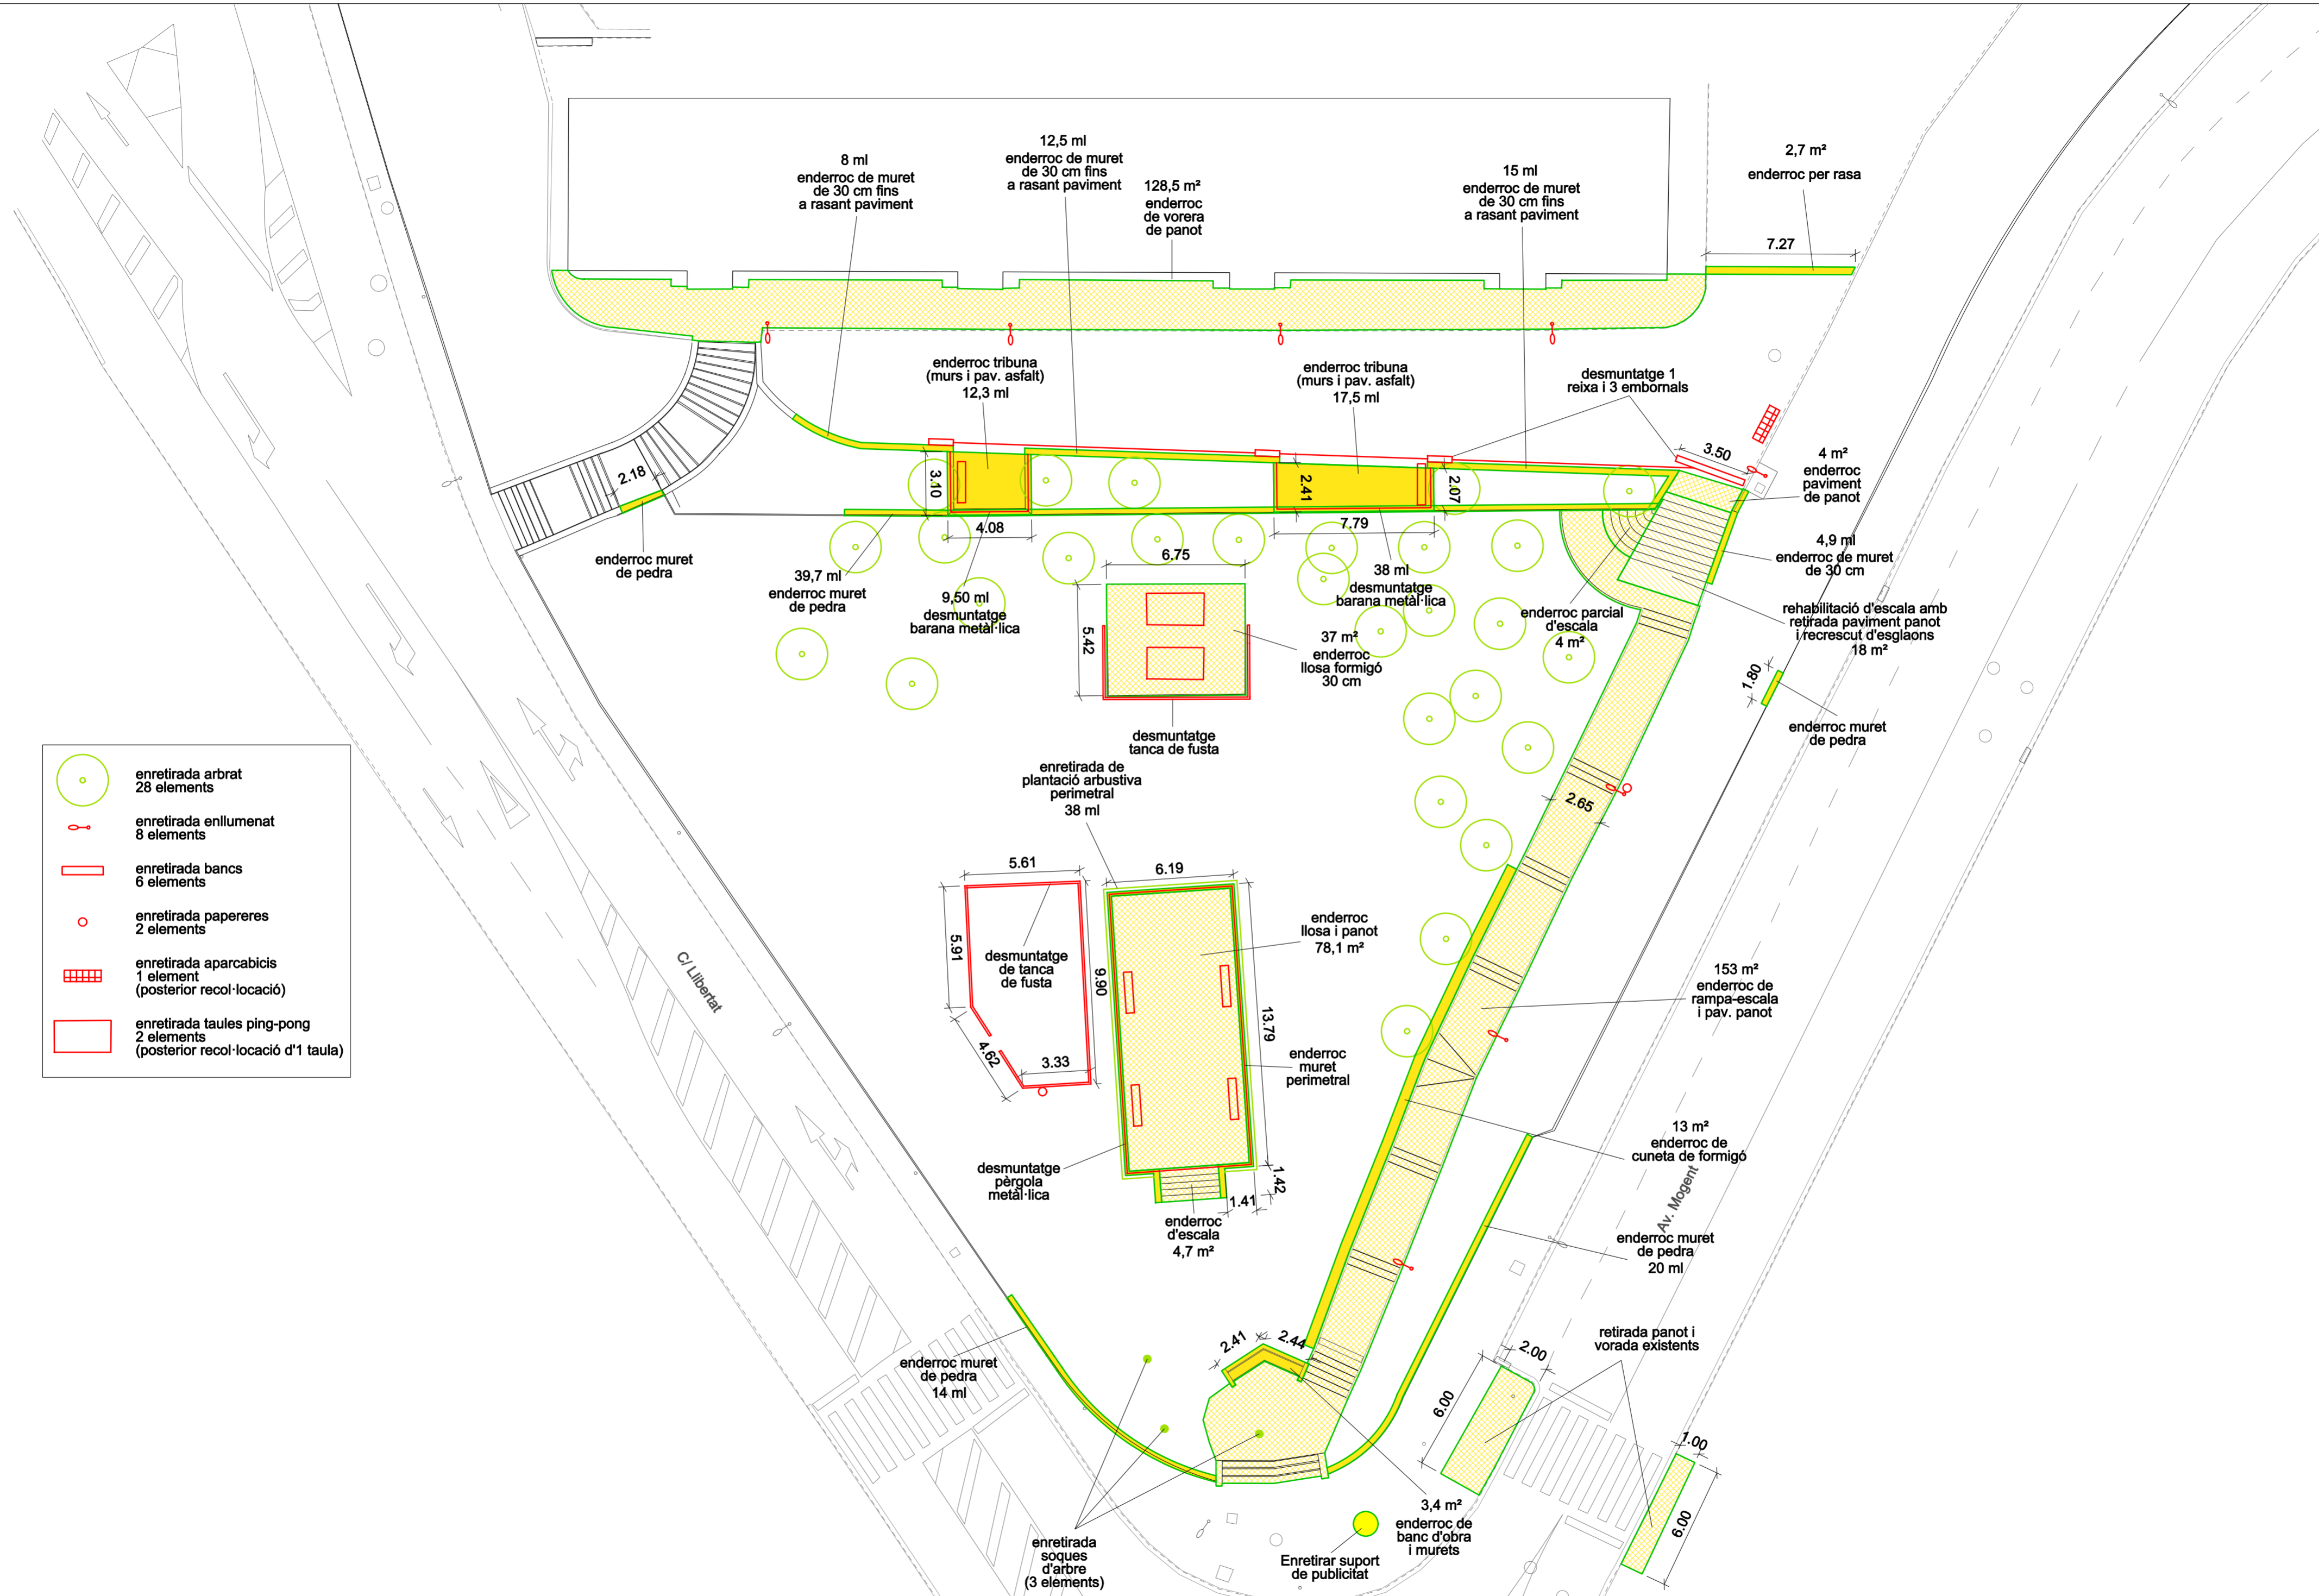 8 ml
enderroc de muret
de 30 cm fins
a rasant paviment
12,5 ml
enderroc de muret
de 30 cm fins
a rasant paviment
128,5 m²
enderroc
de vorera
de panot
15 ml
enderroc de muret
de 30 cm fins
a rasant paviment
2,7 m²
enderroc per rasa
7.27
enderroc tribuna
(murs i pav. asfalt)
12,3 ml
enderroc tribuna
(murs i pav. asfalt)
17,5 ml
desmuntatge 1
reixa i 3 embornals
3.50
4 m²
enderroc
paviment
de panot
2.18
3.10
2.41
2.07
4.08
7.79
enderroc muret
de pedra
39,7 ml
enderroc muret
de pedra
9,50 ml
desmuntatge
barana metàl·lica
6.75
5.42
38 ml
desmuntatge
barana metàl·lica
37 m²
enderroc
llosa formigó
30 cm
enderroc parcial
d'escala
4 m²
4,9 ml
enderroc de muret
de 30 cm
rehabilitació d'escala amb
retirada paviment panot
i recrescut d'esglaons
18 m²
1.80
enderroc muret
de pedra
desmuntatge
tanca de fusta
enretirada de
plantació arbustiva
perimetral
38 ml
2.65
enretirada arbrat
28 elements
enretirada enllumenat
8 elements
enretirada bancs
6 elements
enretirada papereres
2 elements
enretirada aparcabicis
1 element
(posterior recol·locació)
enretirada taules ping-pong
2 elements
(posterior recol·locació d'1 taula)
5.61
6.19
5.91
desmuntatge
de tanca
de fusta
9.90
4.62
3.33
enderroc
llosa i panot
78,1 m²
13.79
enderroc
muret
perimetral
C/ Llibertat
153 m²
enderroc de
rampa-escala
i pav. panot
13 m²
enderroc de
cuneta de formigó
desmuntatge
pèrgola
metàl·lica
1.42
1.41
enderroc
d'escala
4,7 m²
Av. Mogent
enderroc muret
de pedra
20 ml
enderroc muret
de pedra
14 ml
2.41
2.44
retirada panot i
vorada existents
2.00
6.00
1.00
6.00
3,4 m²
enderroc de
banc d'obra
i murets
enretirada
soques
d'arbre
(3 elements)
Enretirar suport
de publicitat